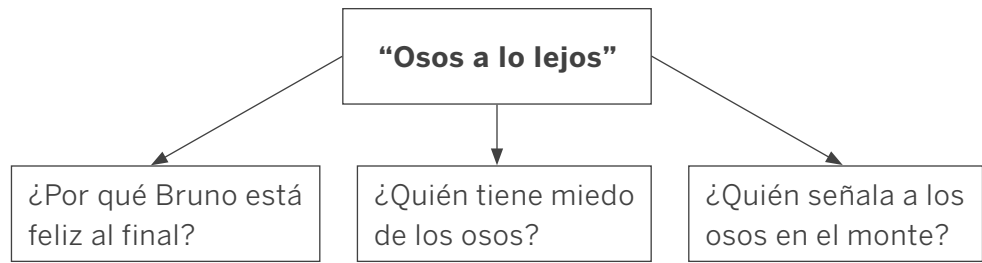 “Osos a lo lejos”
¿Por qué Bruno está
feliz al final?
¿Quién tiene miedo
de los osos?
¿Quién señala a los
osos en el monte?